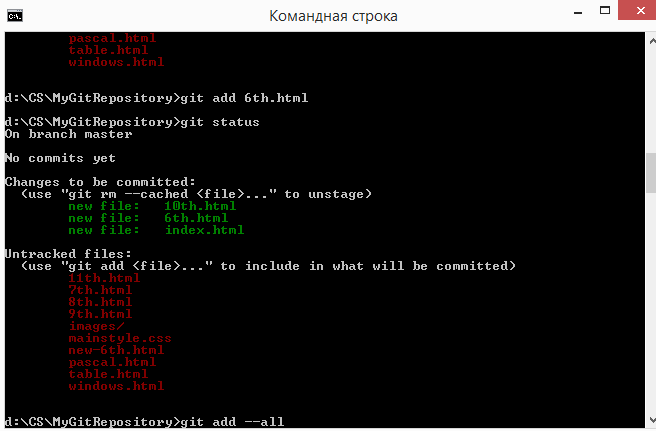 Командная строка
C:\.
pascal.html
table.html
windows.html
d:\CS\MyGitRepository>git add 6th.html
d:\CS\MyGitRepository>git status
On branch master
No commits yet
Changes to be committed:
(use "git rm --cached <file>..." to unstage)
new file: 10th.html
new file: 6th.html
new file: index.html
Untracked files:
(use "git add <file>..." to include in what will be committed)
11th.html
7th.html
8th.html
9th.html
images/
mainstyle.css
new-6th.html
pascal.html
table.html
windows.html
d:\CS\MyGitRepository>git add --all